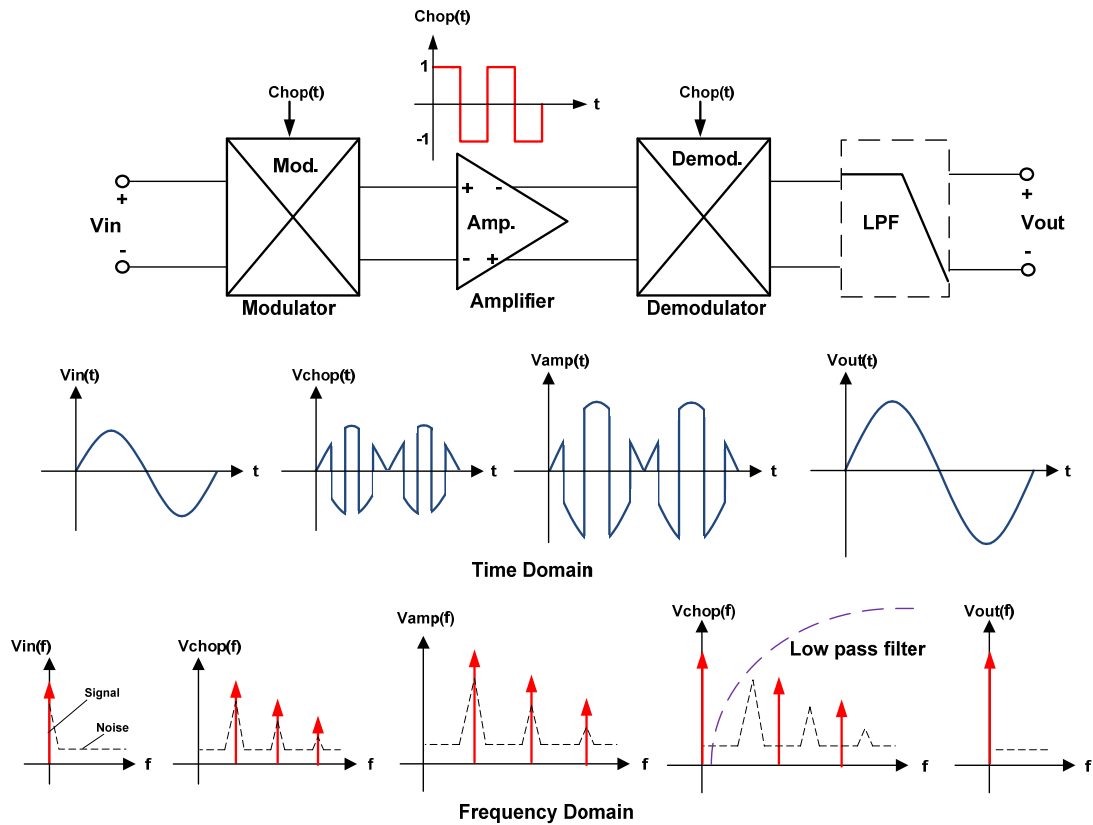 Chop(t)
1
t
-1
Chop(t)
Chop(t)
Mod.
Demod.
+
Vin
-
+ -
Amp.
- +
LPF
+
Vout
-
Modulator
Amplifier
Demodulator
Vin(t)
t
Vchop(t)
t
Vamp(t)
t
Vout(t)
t
Time Domain
Vin(f)
Signal
Noise
f
Vchop(f)
f
Vamp(f)
f
Vchop(f)
Low pass filter
f
Vout(f)
f
Frequency Domain